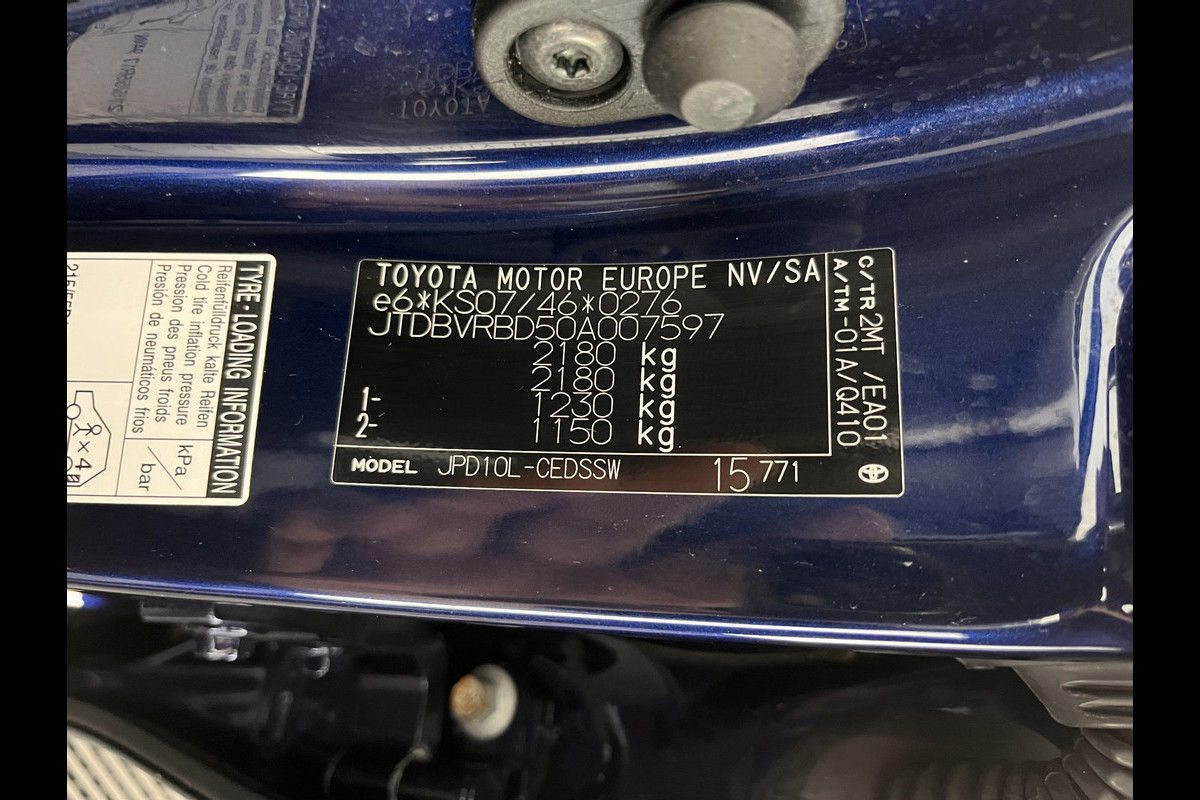 TOYOTA MOTOR EUROPE NV/SA
e6*KS07/46*0276
JTDBVRBD50A007597
2180 kg
2180 kg
1- 1230 kg
2- 1150 kg
MODEL JPD10L-CEDSSW 15 771
C/TR 2MT /EA01
A/TM -01A/Q410
TYRE-LOADING INFORMATION
Reifenfülldruck kalte Reifen
Cold tire inflation pressure
Pression des pneus froids
Presión de neumáticos frios
kPa/bar
×4